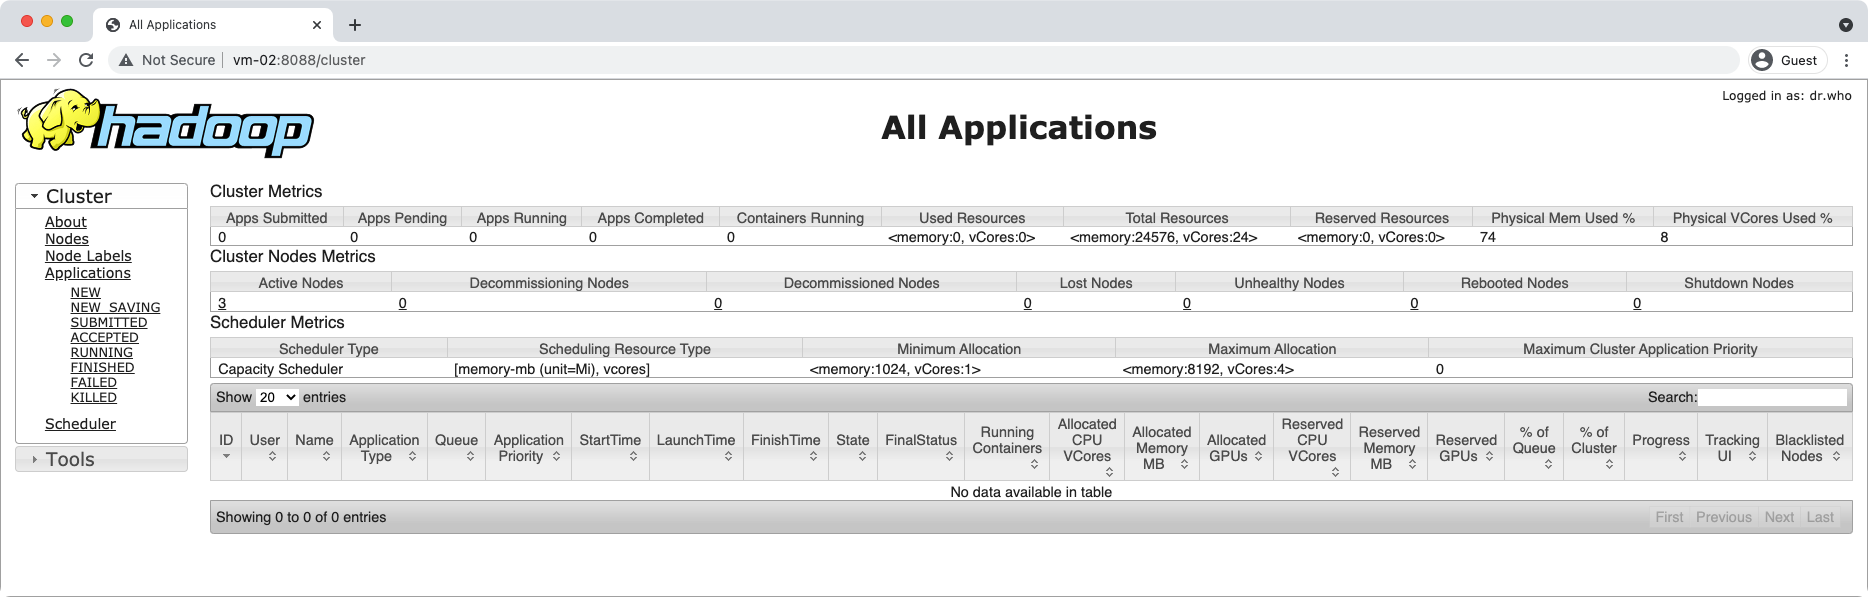 All Applications
Not Secure vm-02:8088/cluster Guest
Logged in as: dr.who
hadoop
All Applications
Cluster
About
Nodes
Node Labels
Applications
NEW
NEW_SAVING
SUBMITTED
ACCEPTED
RUNNING
FINISHED
FAILED
KILLED
Scheduler
Tools
Cluster Metrics
Apps Submitted Apps Pending Apps Running Apps Completed Containers Running Used Resources Total Resources Reserved Resources Physical Mem Used % Physical VCores Used %
0 0 0 0 0 <memory:0, vCores:0> <memory:24576, vCores:24> <memory:0, vCores:0> 74 8
Cluster Nodes Metrics
Active Nodes Decommissioning Nodes Decommissioned Nodes Lost Nodes Unhealthy Nodes Rebooted Nodes Shutdown Nodes
3 0 0 0 0 0 0
Scheduler Metrics
Scheduler Type Scheduling Resource Type Minimum Allocation Maximum Allocation Maximum Cluster Application Priority
Capacity Scheduler [memory-mb (unit=Mi), vcores] <memory:1024, vCores:1> <memory:8192, vCores:4> 0
Show 20 entries Search:
ID User Name Application Type Queue Application Priority StartTime LaunchTime FinishTime State FinalStatus Running Containers Allocated CPU VCores Allocated Memory MB Allocated GPUs Reserved CPU VCores Reserved Memory MB Reserved GPUs % of Queue % of Cluster Progress Tracking UI Blacklisted Nodes
No data available in table
Showing 0 to 0 of 0 entries First Previous Next Last